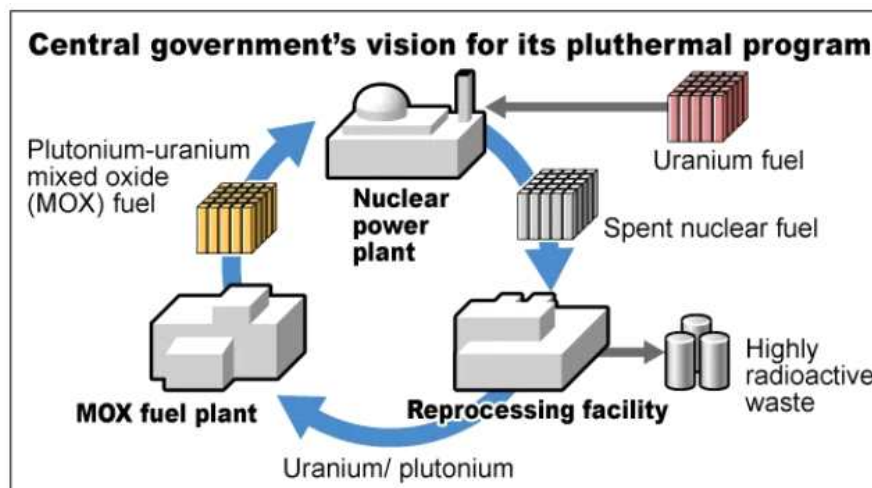 Central government's vision for its pluthermal program
Plutonium-uranium
mixed oxide
(MOX) fuel
Uranium fuel
Nuclear
power
plant
Spent nuclear fuel
MOX fuel plant
Reprocessing facility
Highly
radioactive
waste
Uranium/ plutonium